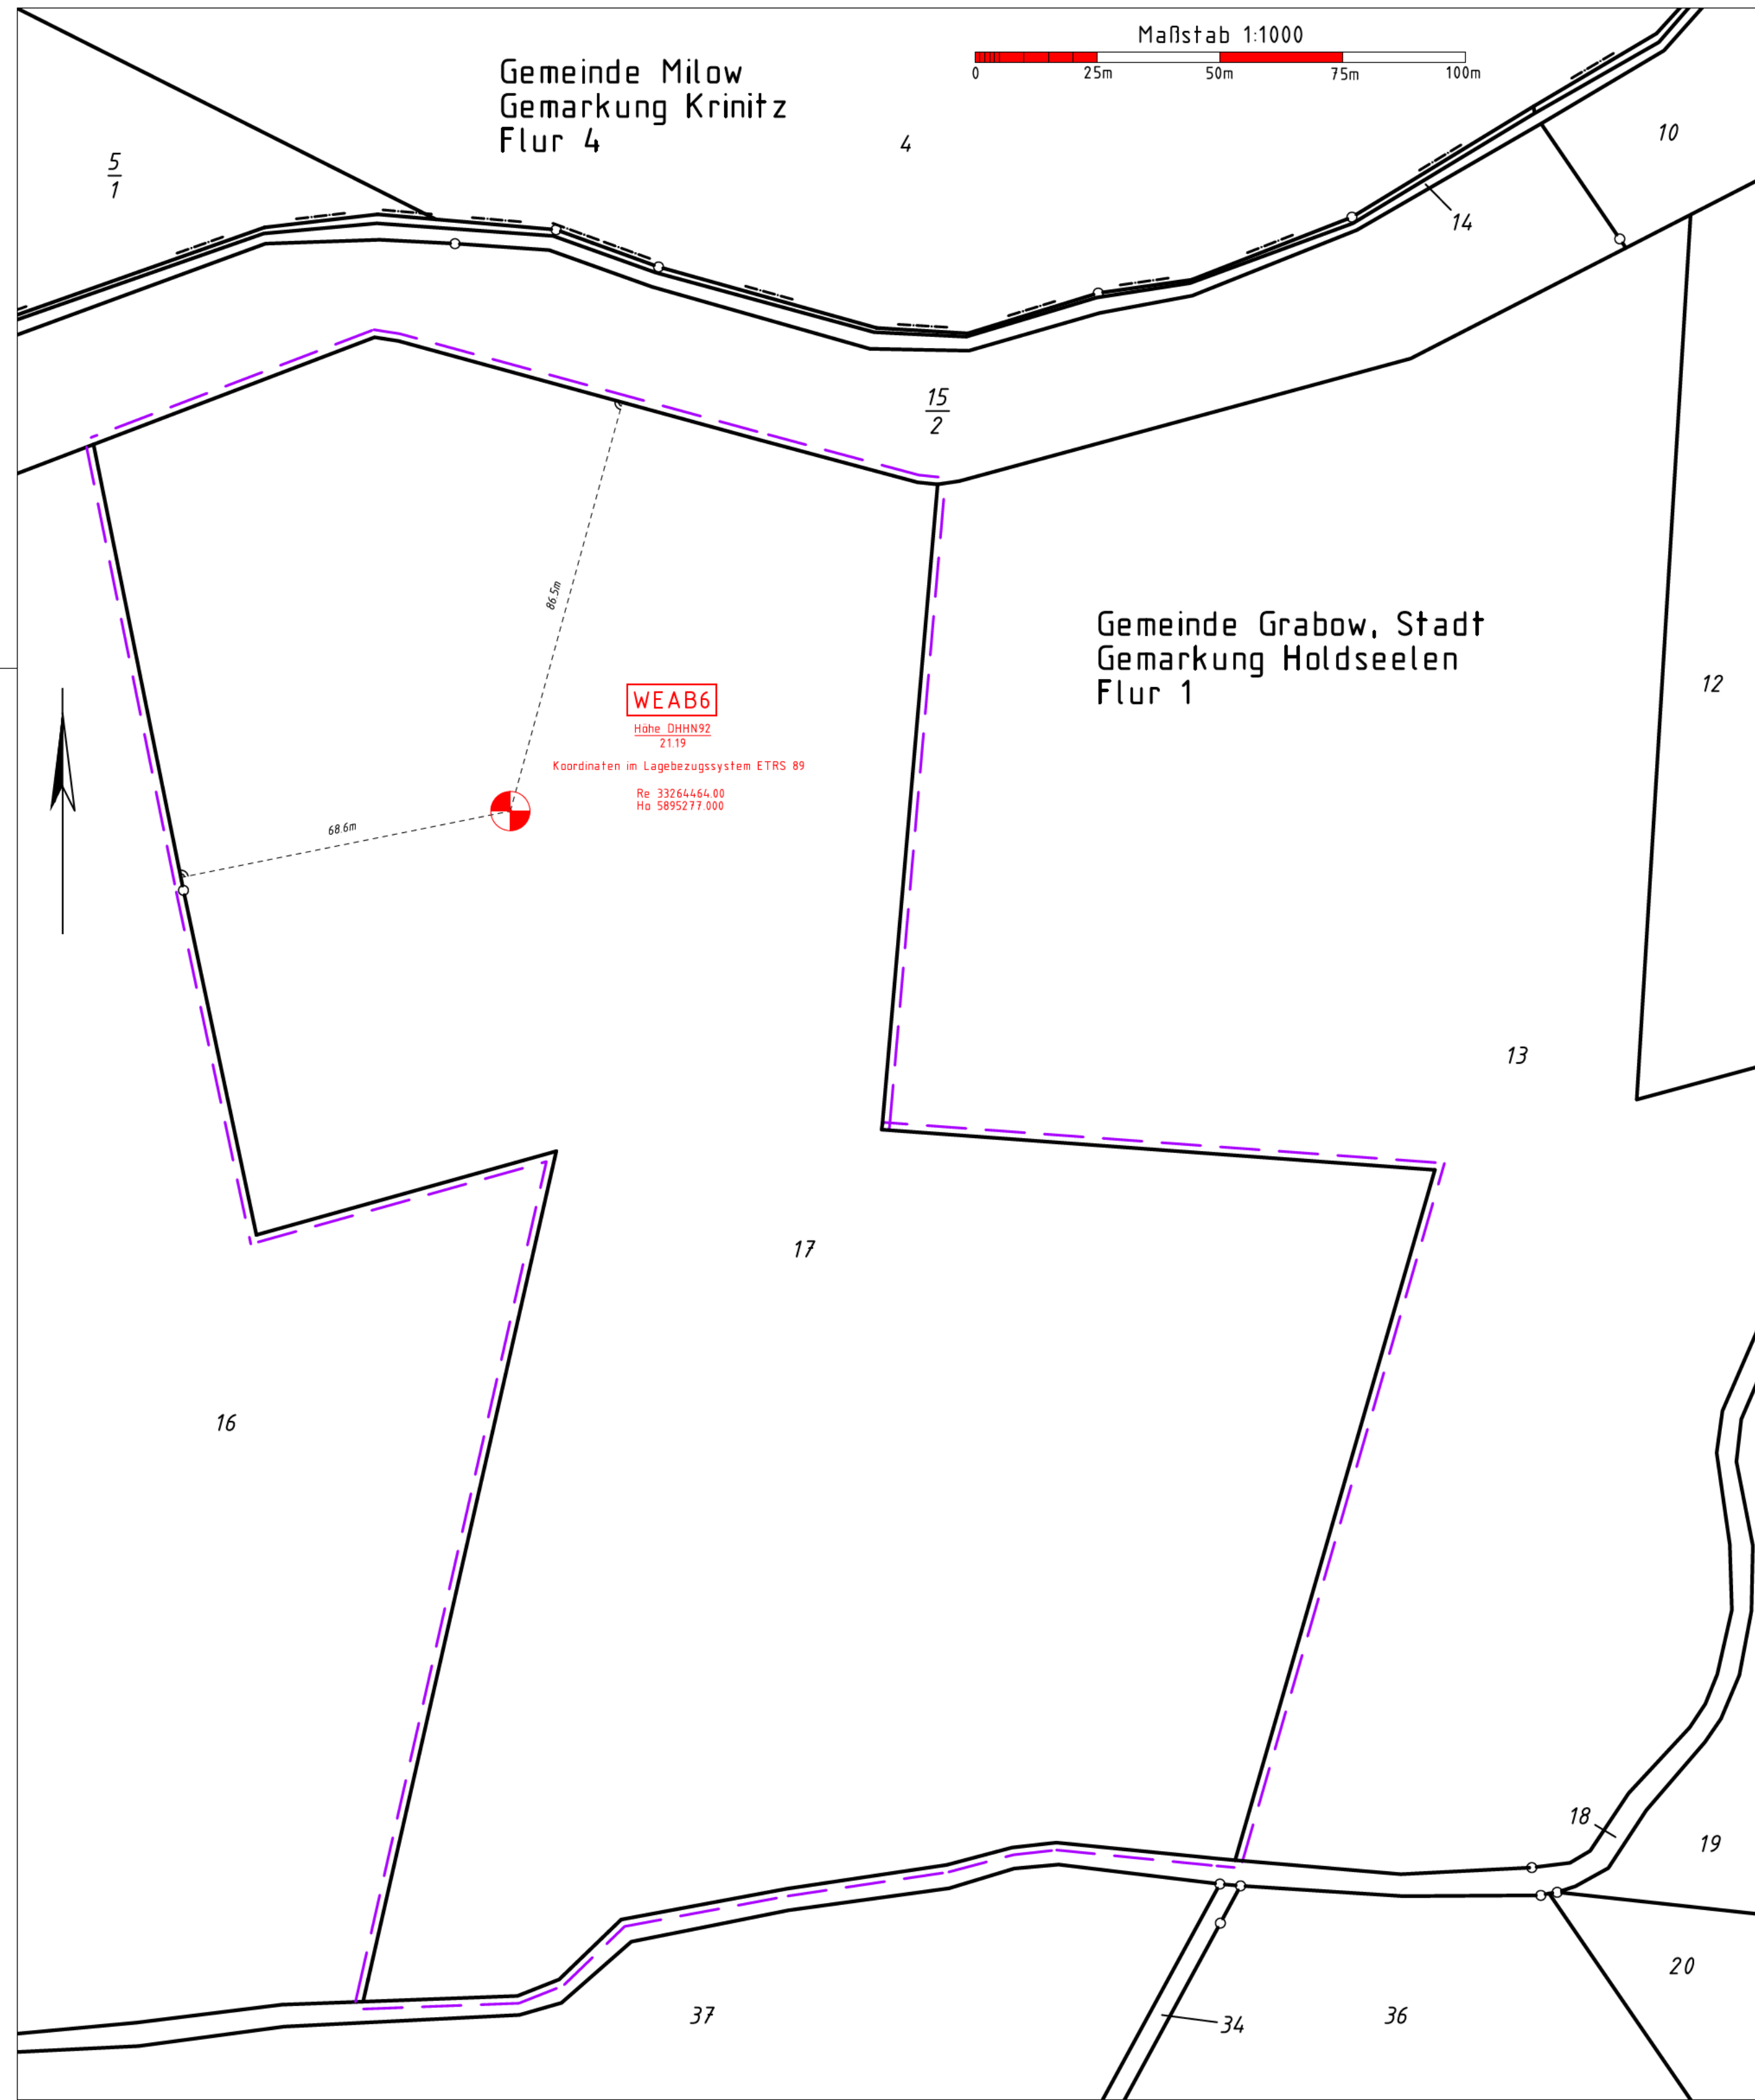 Maßstab 1:1000
0 25m 50m 75m 100m
Gemeinde Milow
Gemarkung Krinitz
Flur 4
4
10
5
1
14
15
2
86.5m
Gemeinde Grabow, Stadt
Gemarkung Holdseelen
Flur 1
12
WEAB6
Höhe DHHN92
21.19
Koordinaten im Lagebezugssystem ETRS 89
Re 33264464.00
Ho 5895277.000
68.6m
13
17
16
18
19
20
37
34
36